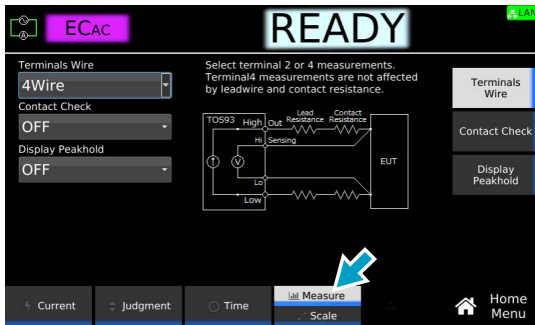 ECAC
READY
LAN
Terminals Wire
4Wire
Contact Check
OFF
Display Peakhold
OFF
Select terminal 2 or 4 measurements.
Terminal4 measurements are not affected
by leadwire and contact resistance.
TOS93
High
Out
Lead
Resistance
Contact
Resistance
Hi
Sensing
V
EUT
Lo
Low
Terminals
Wire
Contact Check
Display
Peakhold
Current
Judgment
Time
Measure
Scale
Home
Menu